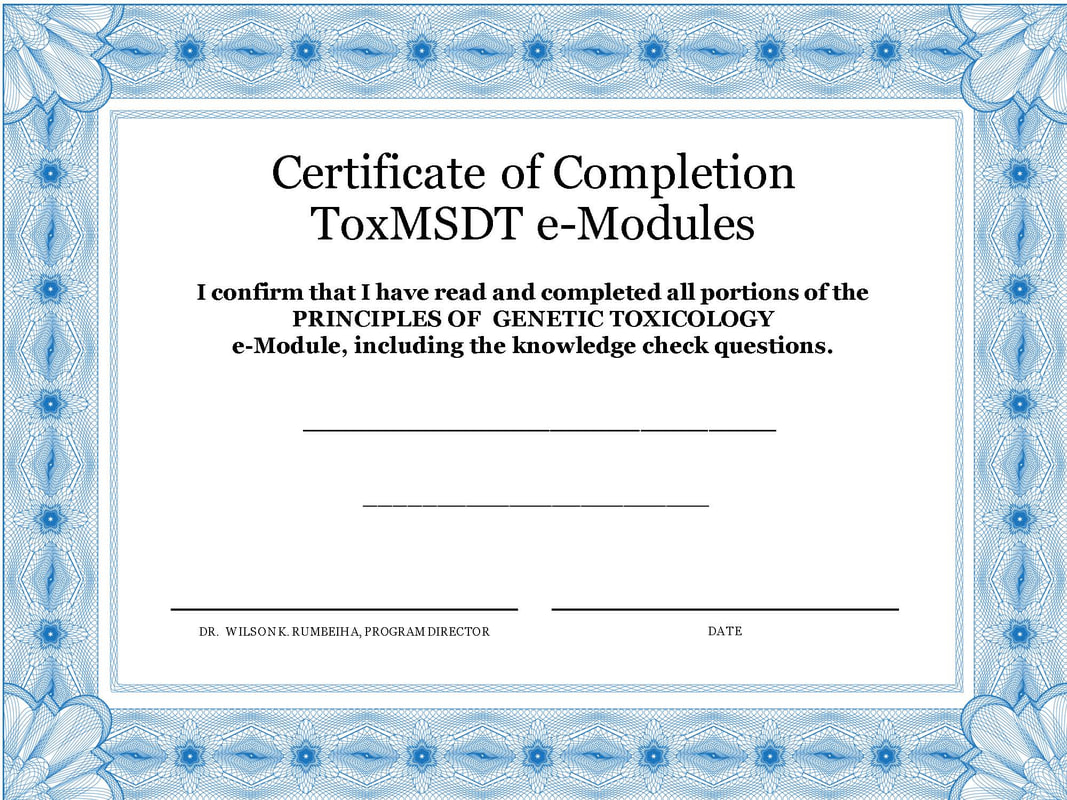 Certificate of Completion
ToxMSDT e-Modules
I confirm that I have read and completed all portions of the
PRINCIPLES OF GENETIC TOXICOLOGY
e-Module, including the knowledge check questions.
DR. WILSON K. RUMBEIHA, PROGRAM DIRECTOR
DATE